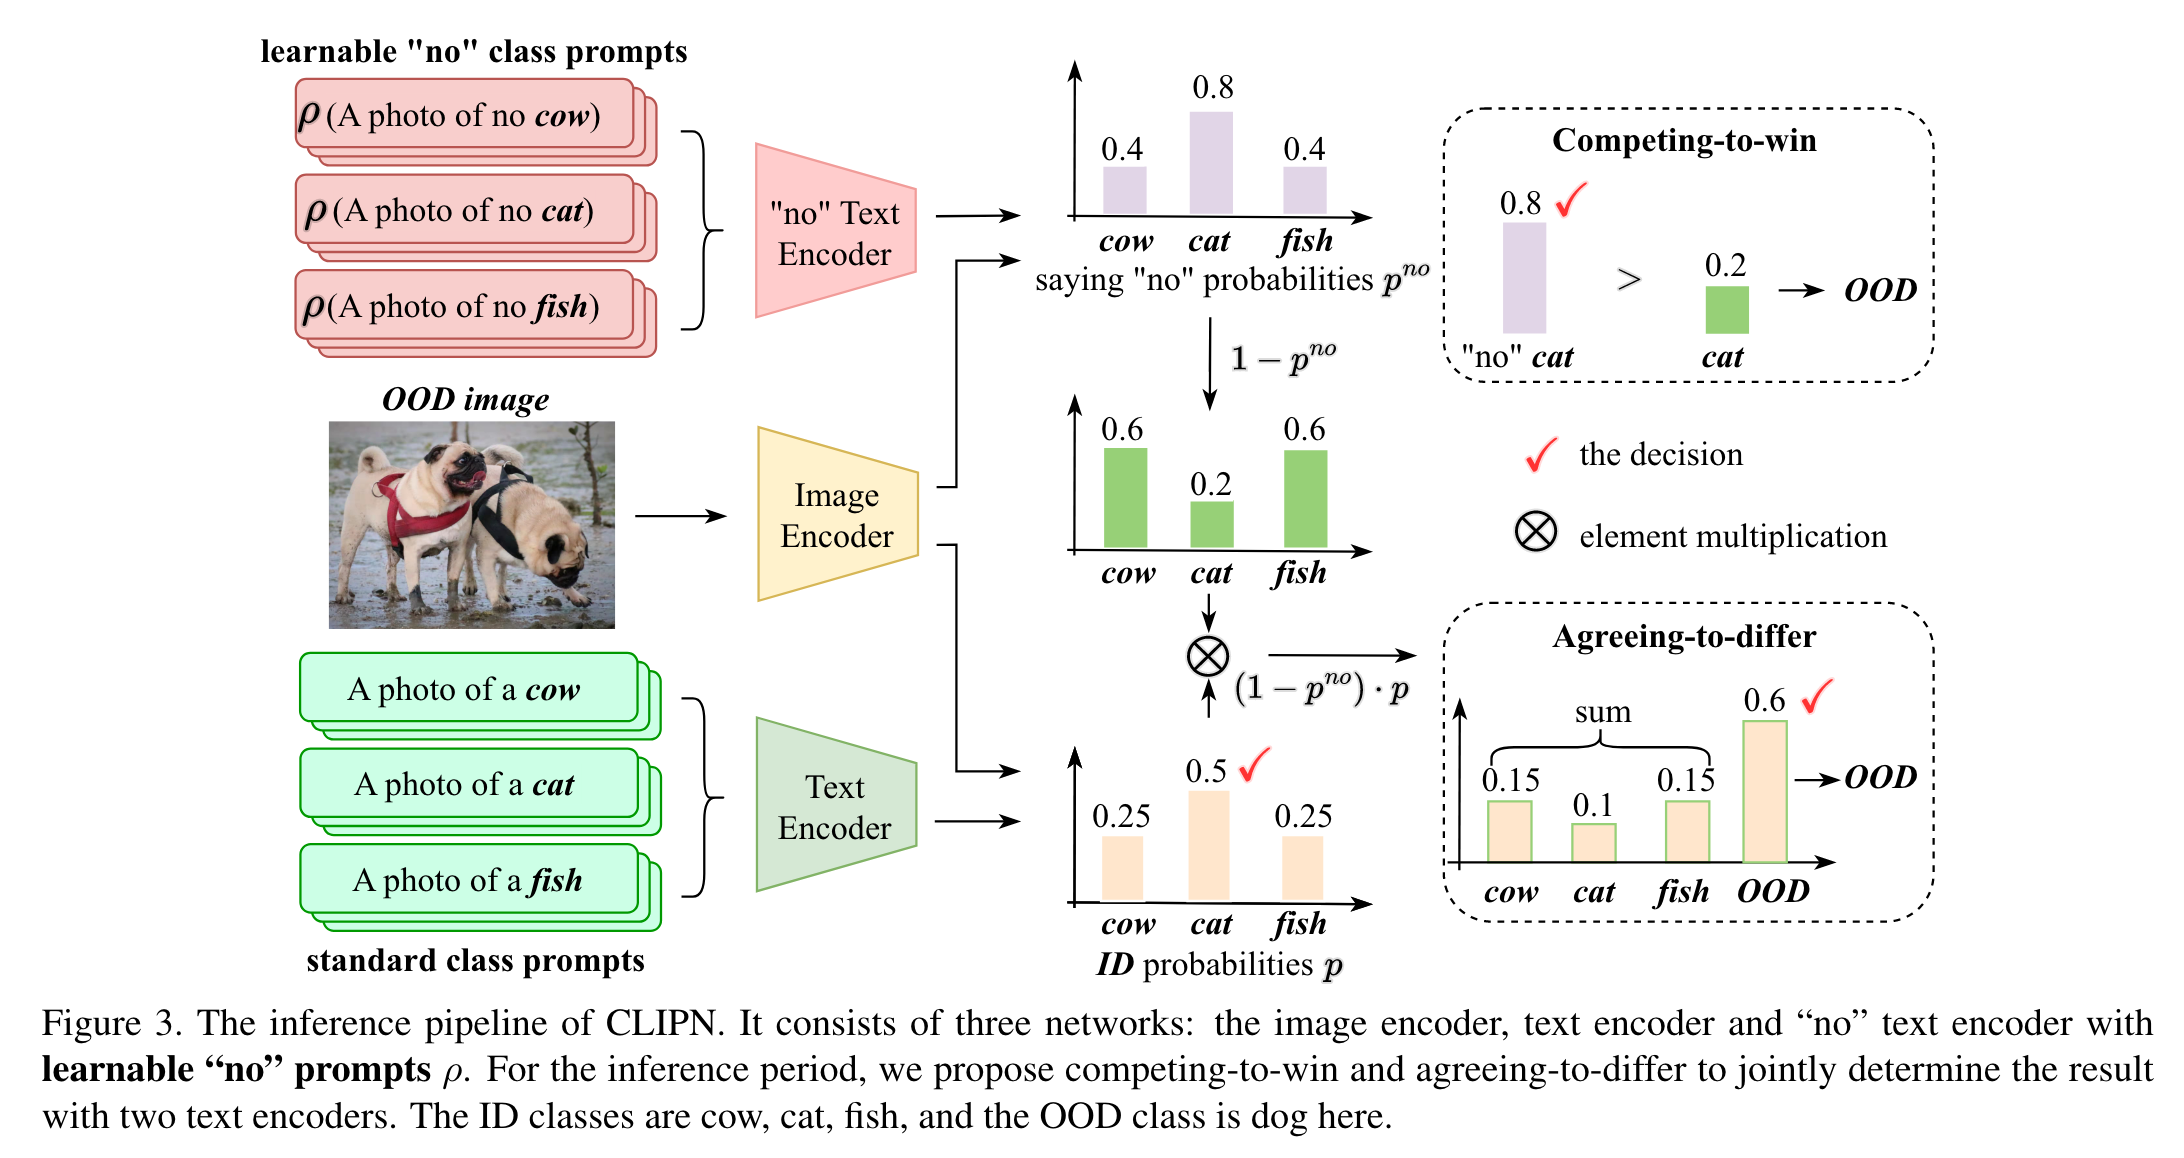 learnable "no" class prompts
ρ (A photo of no cow)
ρ (A photo of no cat)
ρ (A photo of no fish)
"no" Text
Encoder
OOD image
Image
Encoder
A photo of a cow
A photo of a cat
A photo of a fish
standard class prompts
Text
Encoder
0.4
0.8
0.4
cow cat fish
saying "no" probabilities p^{no}
1 − p^{no}
0.6
0.2
0.6
cow cat fish
(1 − p^{no}) · p
0.25
0.5
0.25
cow cat fish
ID probabilities p
Competing-to-win
0.8
>
0.2
OOD
"no" cat
cat
the decision
element multiplication
Agreeing-to-differ
sum
0.15
0.1
0.15
0.6
OOD
cow cat fish OOD
Figure 3. The inference pipeline of CLIPN. It consists of three networks: the image encoder, text encoder and “no” text encoder with
learnable “no” prompts ρ. For the inference period, we propose competing-to-win and agreeing-to-differ to jointly determine the result
with two text encoders. The ID classes are cow, cat, fish, and the OOD class is dog here.